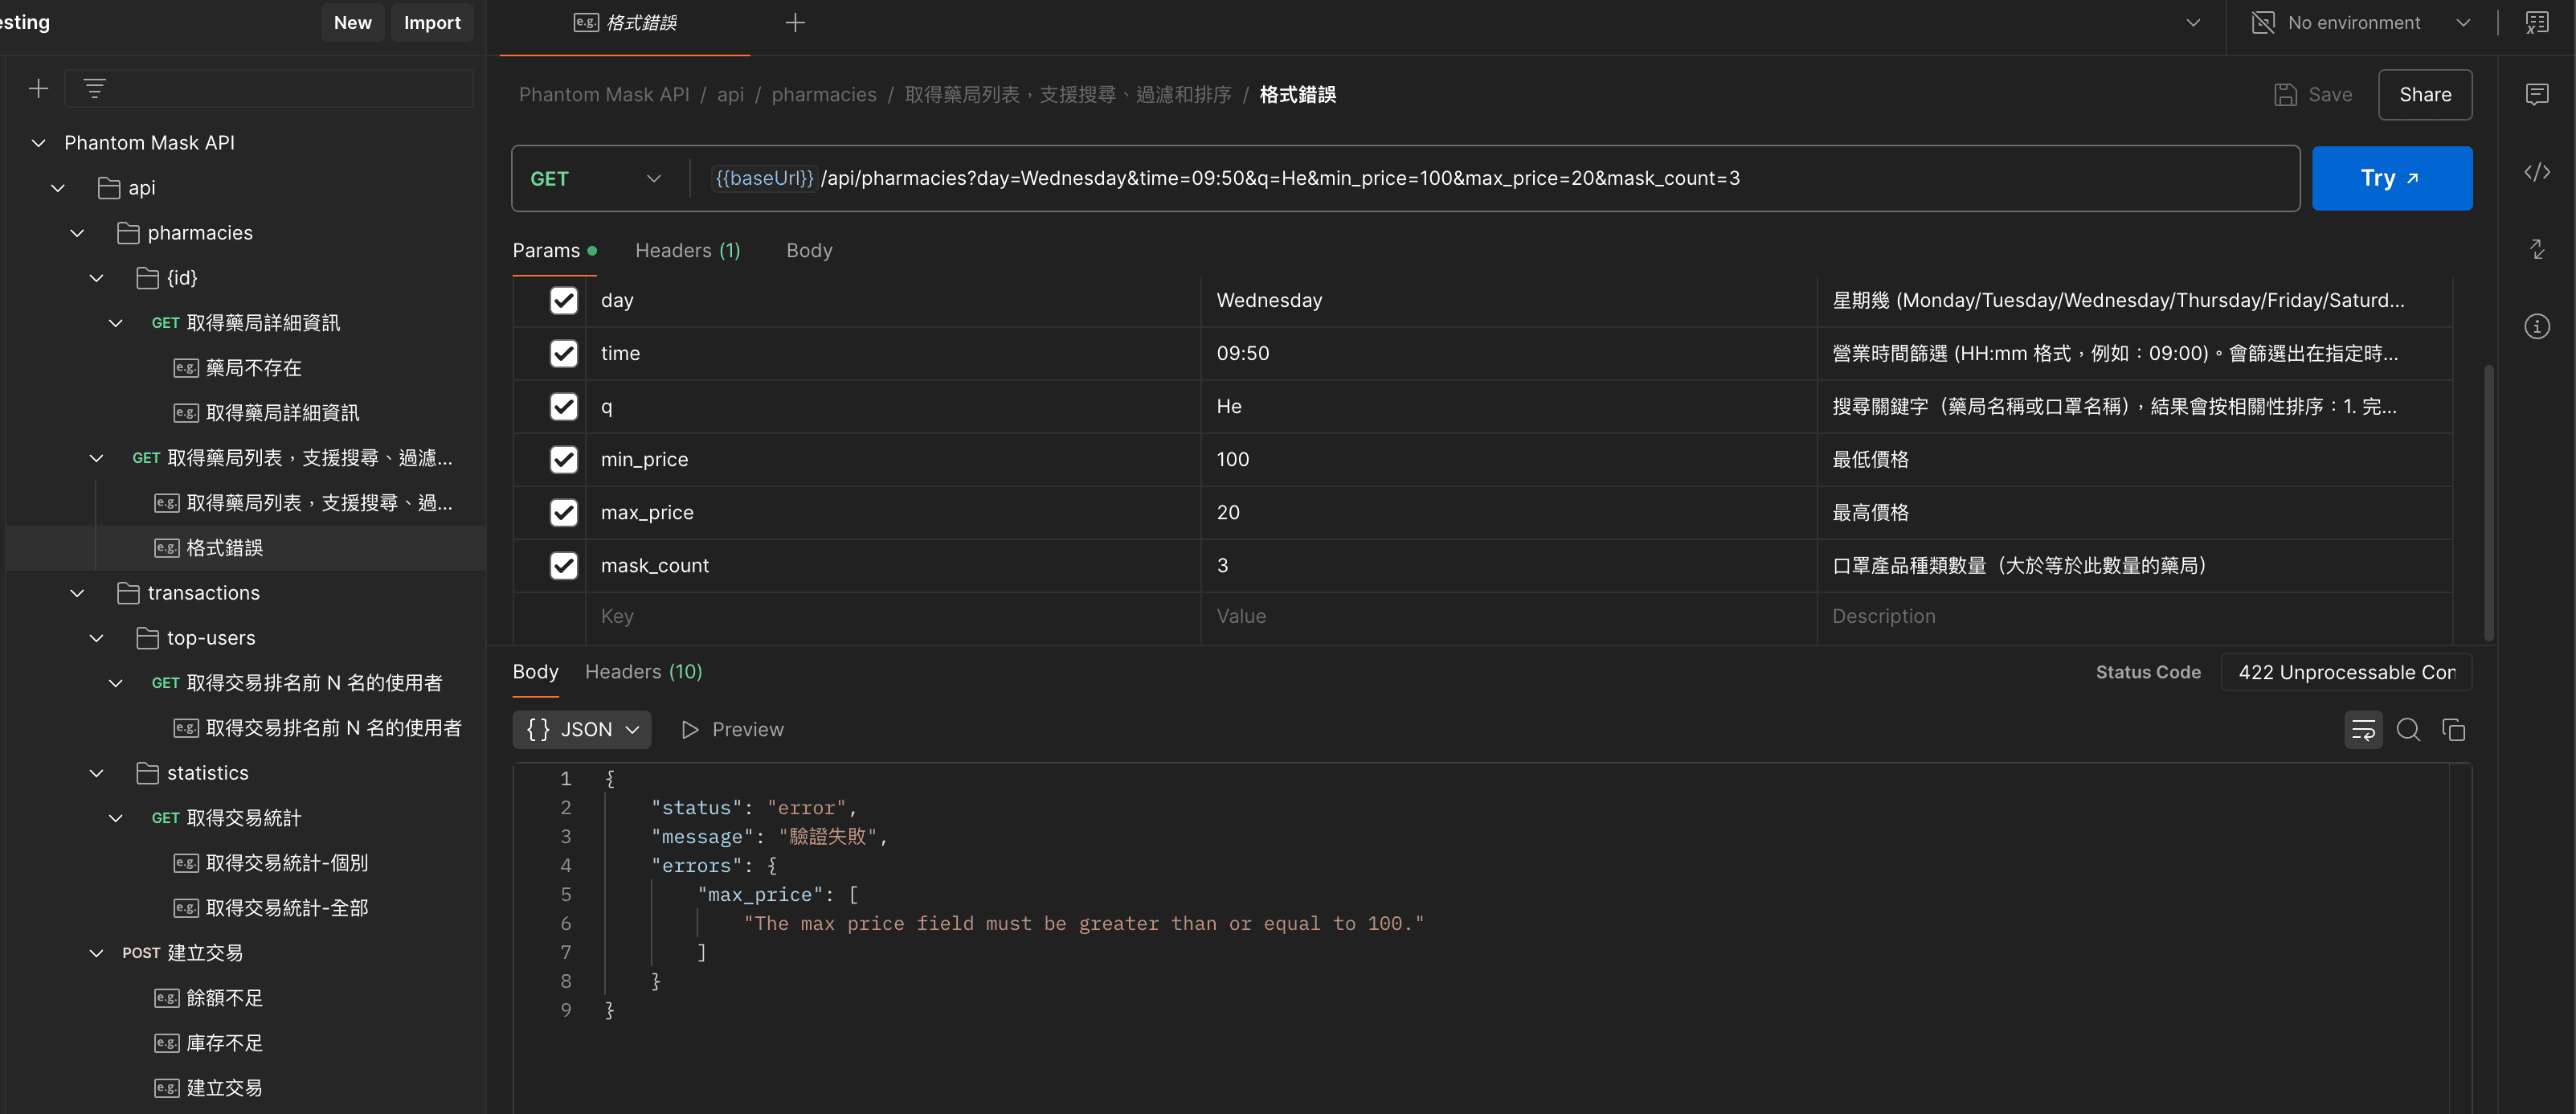 esting
New
Import
Phantom Mask API
api
pharmacies
{id}
GET 取得藥局詳細資訊
e.g. 藥局不存在
e.g. 取得藥局詳細資訊
GET 取得藥局列表，支援搜尋、過濾...
e.g. 取得藥局列表，支援搜尋、過...
e.g. 格式錯誤
transactions
top-users
GET 取得交易排名前 N 名的使用者
e.g. 取得交易排名前 N 名的使用者
statistics
GET 取得交易統計
e.g. 取得交易統計-個別
e.g. 取得交易統計-全部
POST 建立交易
e.g. 餘額不足
e.g. 庫存不足
e.g. 建立交易
e.g. 格式錯誤
No environment
Phantom Mask API / api / pharmacies / 取得藥局列表，支援搜尋、過濾和排序 / 格式錯誤
Save
Share
GET
{{baseUrl}} /api/pharmacies?day=Wednesday&time=09:50&q=He&min_price=100&max_price=20&mask_count=3
Try
Params
Headers (1)
Body
day Wednesday 星期幾 (Monday/Tuesday/Wednesday/Thursday/Friday/Saturd...
time 09:50 營業時間篩選 (HH:mm 格式，例如：09:00)。會篩選出在指定時...
q He 搜尋關鍵字（藥局名稱或口罩名稱），結果會按相關性排序：1. 完...
min_price 100 最低價格
max_price 20 最高價格
mask_count 3 口罩產品種類數量（大於等於此數量的藥局）
Key Value Description
Body
Headers (10)
Status Code
422 Unprocessable Con
{} JSON
Preview
1 {
2 "status": "error",
3 "message": "驗證失敗",
4 "errors": {
5 "max_price": [
6 "The max price field must be greater than or equal to 100."
7 ]
8 }
9 }